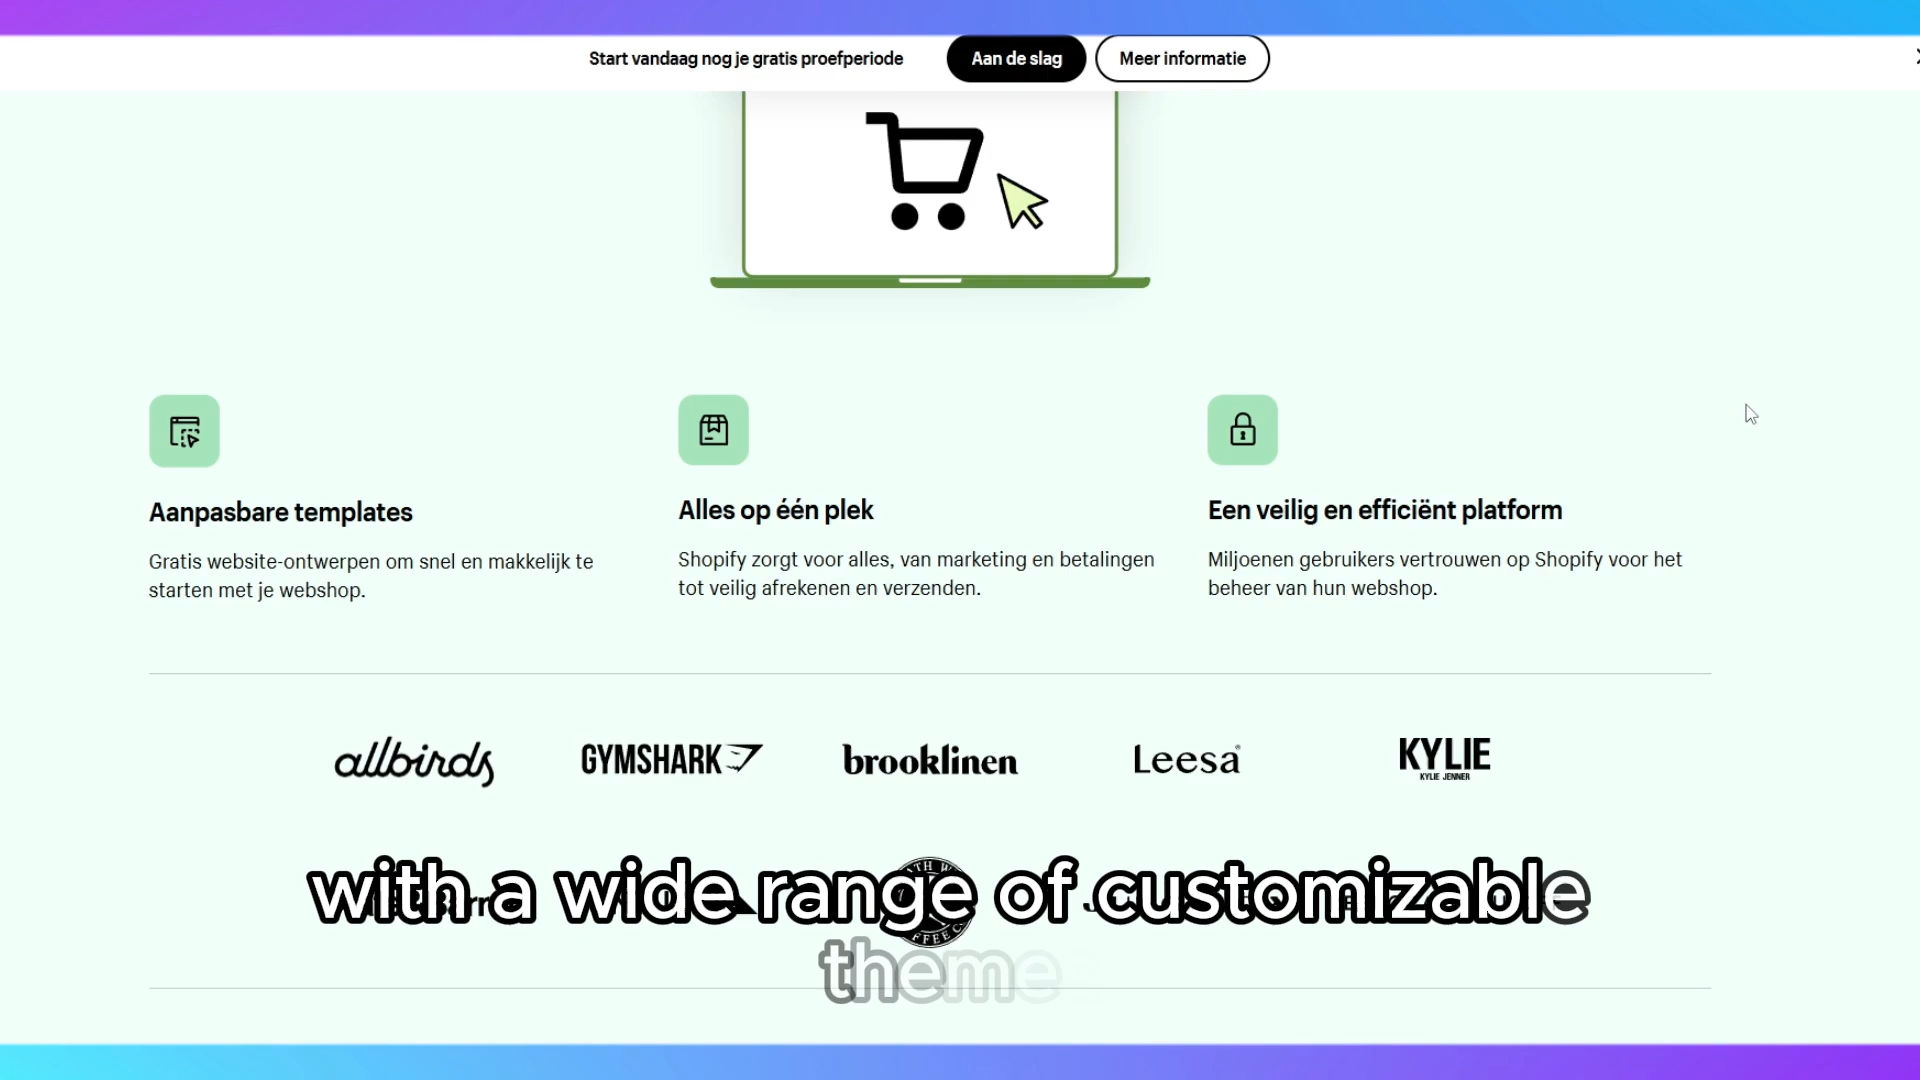 Start vandaag nog je gratis proefperiode Aan de slag Meer informatie
Aanpasbare templates
Gratis website-ontwerpen om snel en makkelijk te
starten met je webshop.
Alles op één plek
Shopify zorgt voor alles, van marketing en betalingen
tot veilig afrekenen en verzenden.
Een veilig en efficiënt platform
Miljoenen gebruikers vertrouwen op Shopify voor het
beheer van hun webshop.
allbirds GYMSHARK brooklinen Leesa KYLIE
KYLIE JENNER
with a wide range of customizable
themes